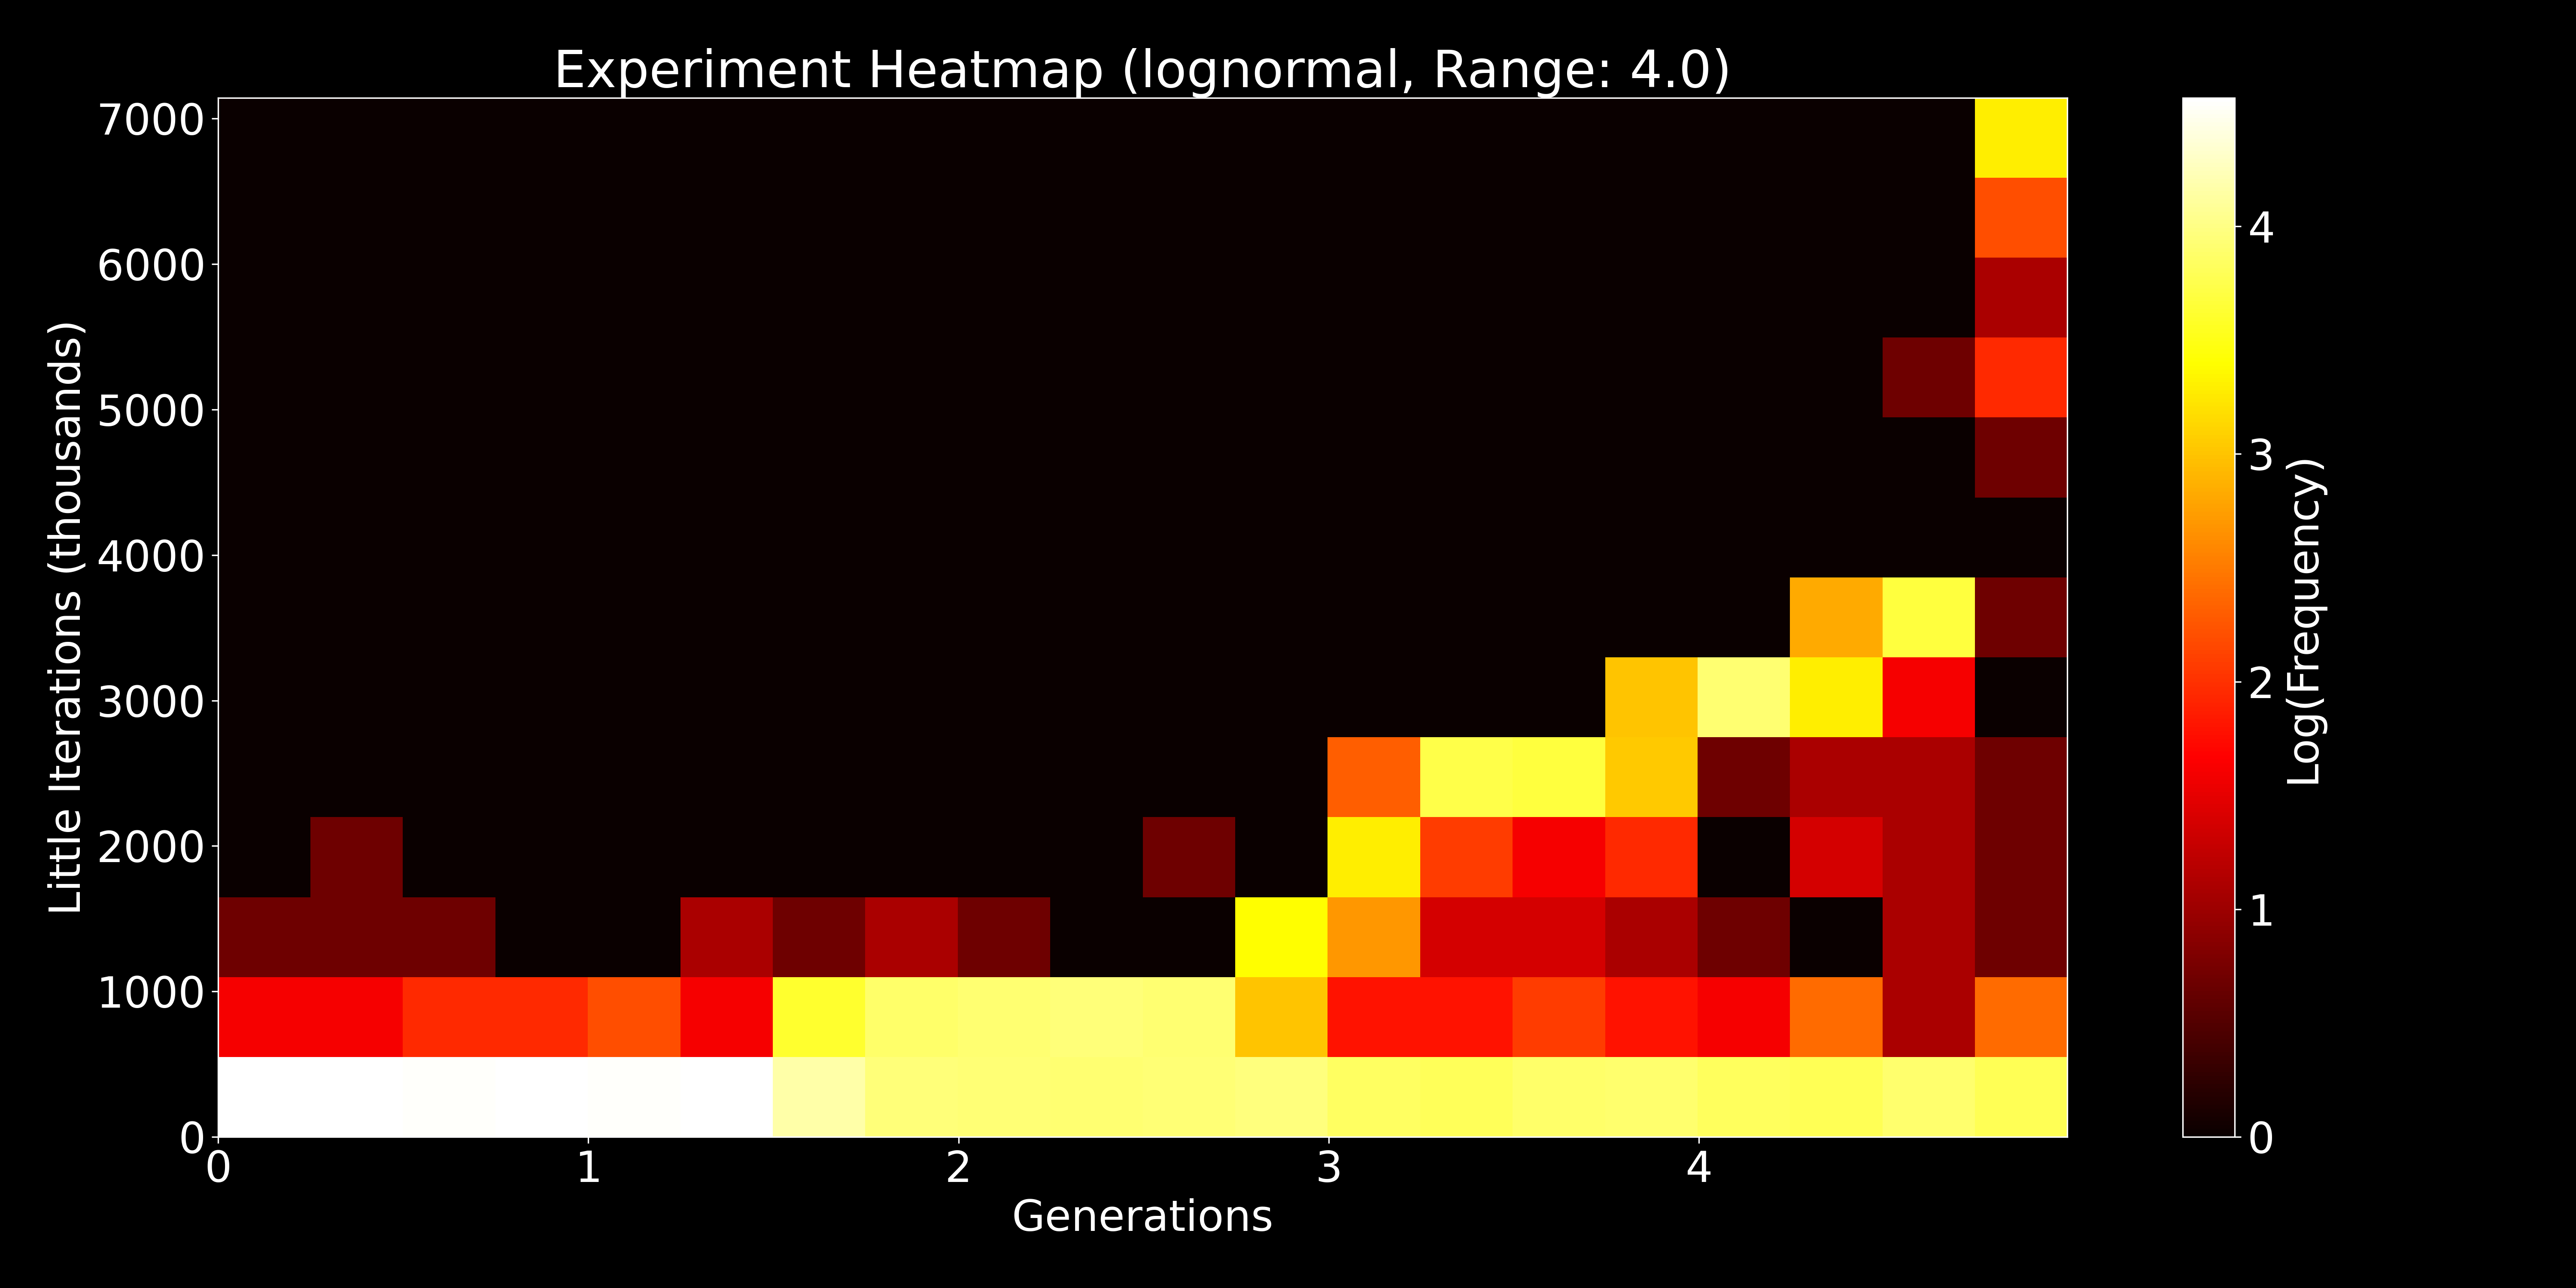 Experiment Heatmap (lognormal, Range: 4.0)
7000
6000
5000
4000
3000
2000
1000
0
Little Iterations (thousands)
0 1 2 3 4
Generations
4
3
2
1
0
Log(Frequency)